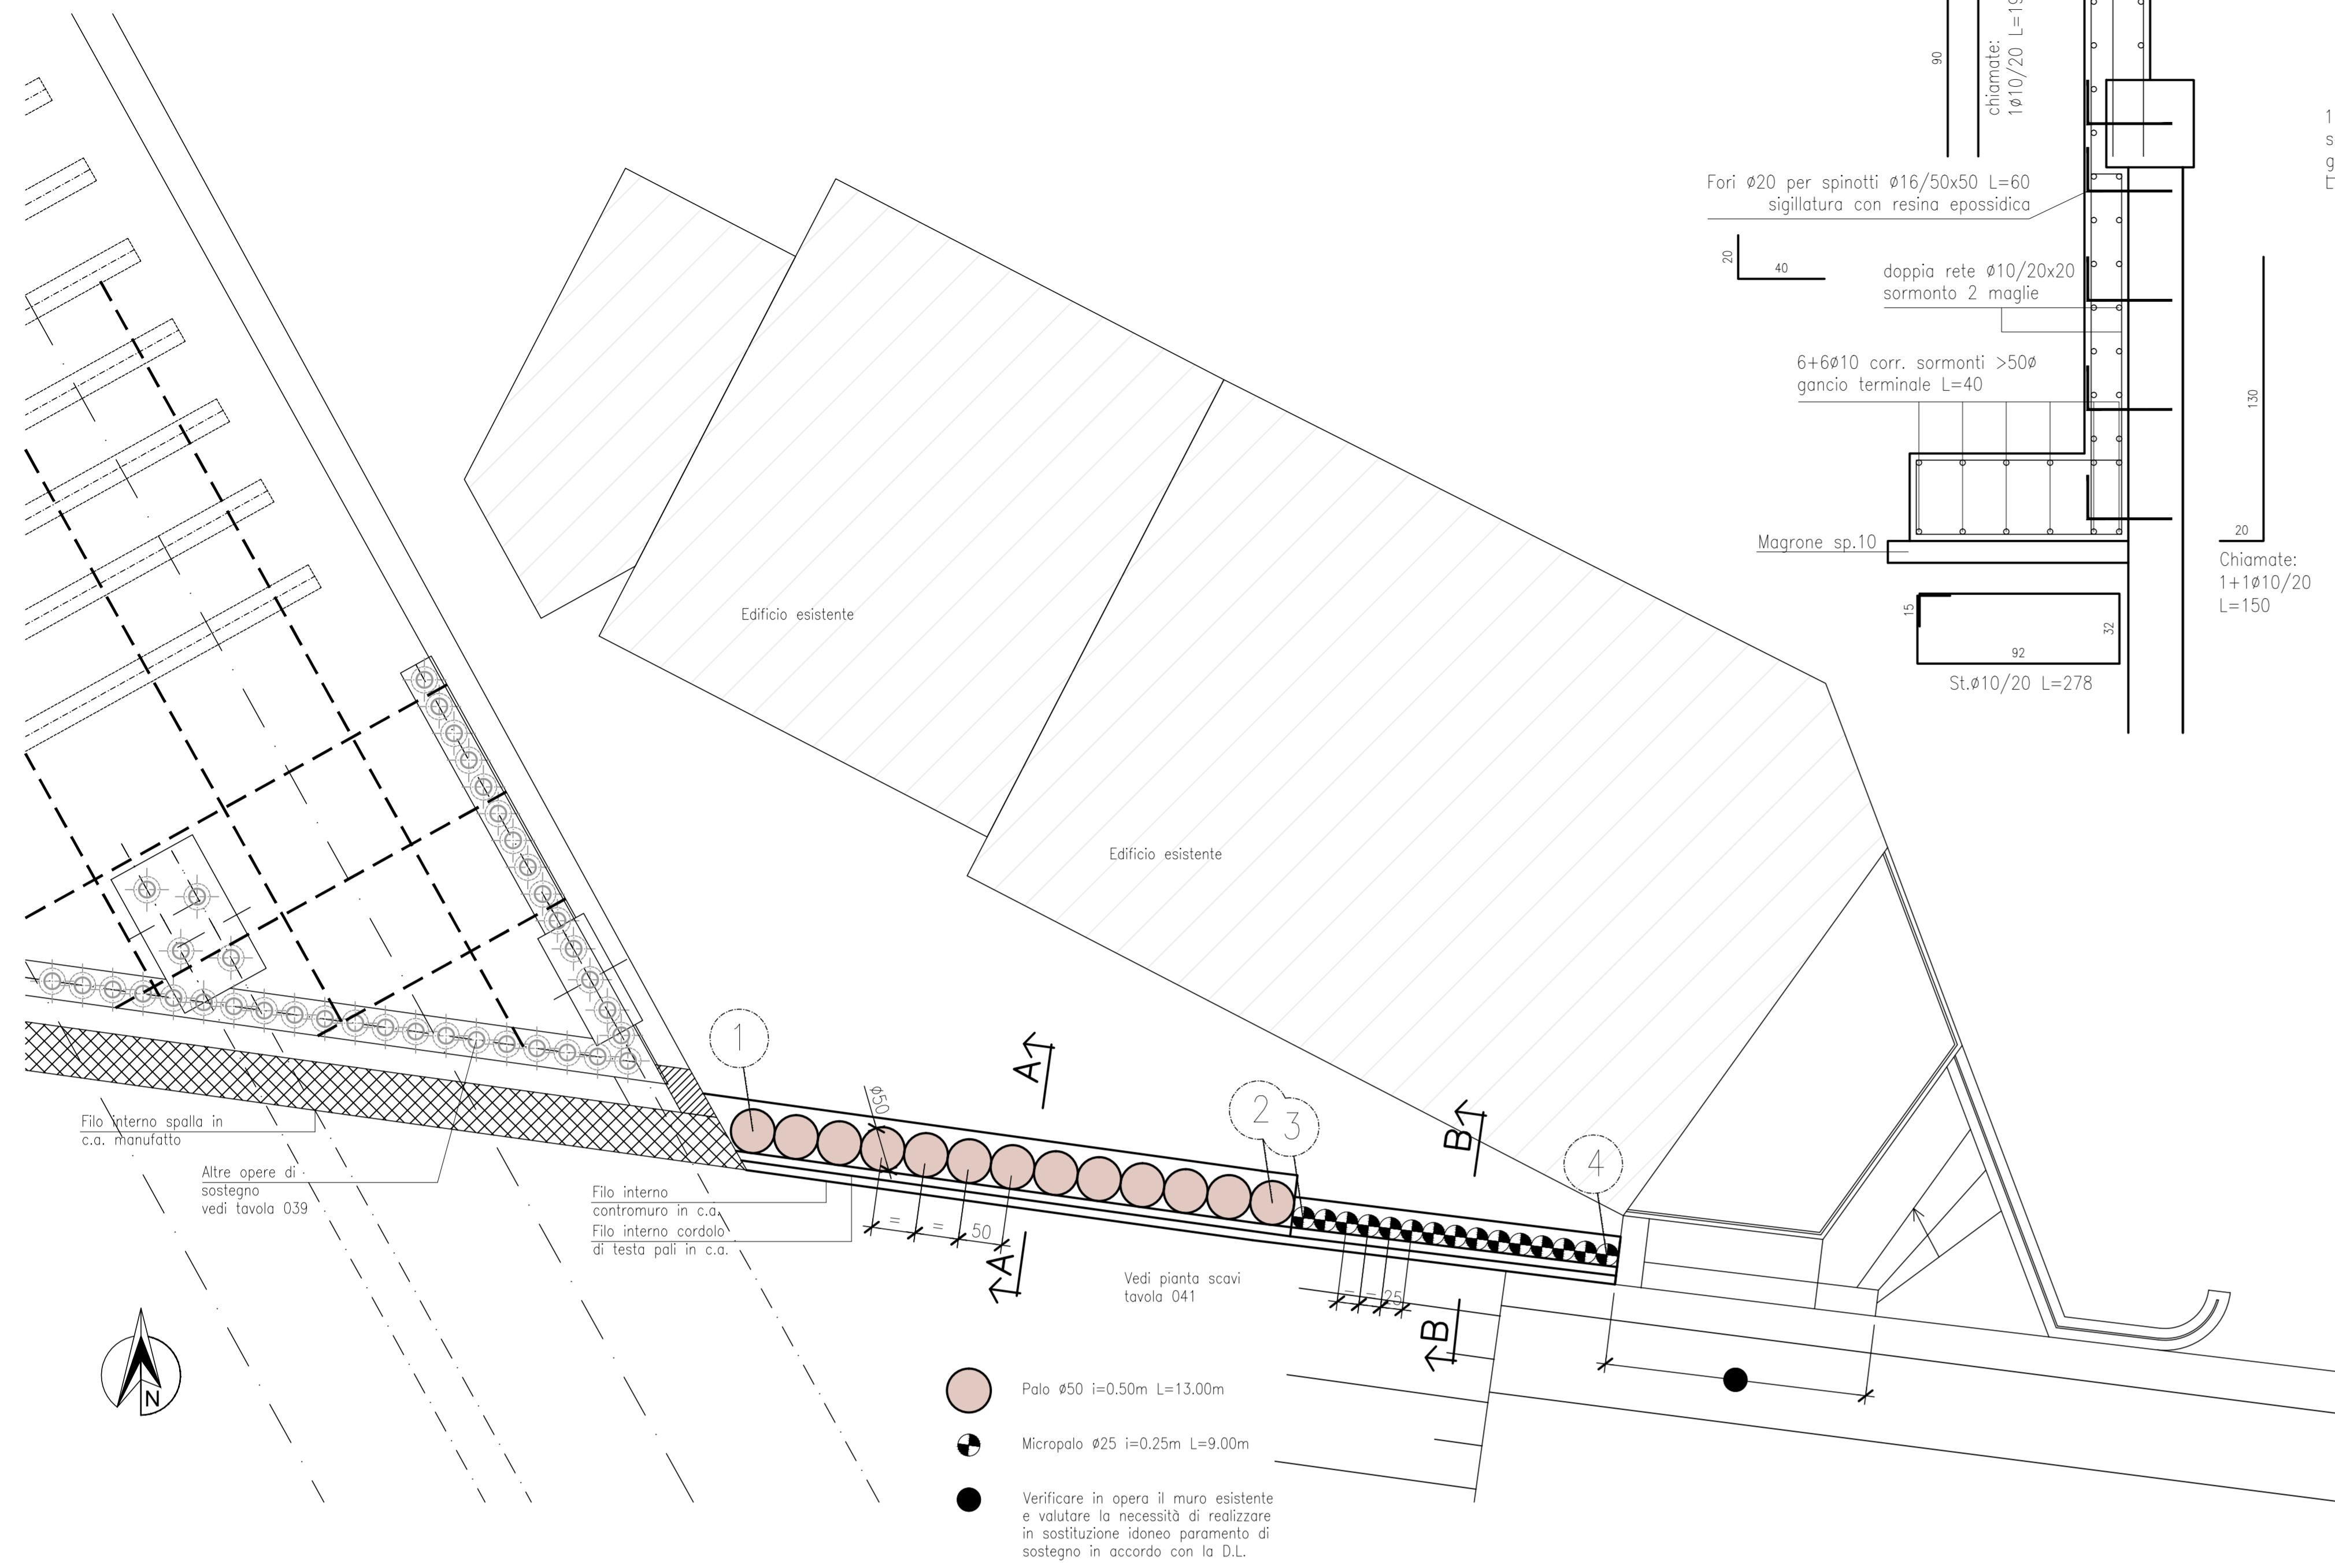 90
chiamate:
1ø10/20 L=19
Fori ø20 per spinotti ø16/50x50 L=60
sigillatura con resina epossidica
20
40
doppia rete ø10/20x20
sormonto 2 maglie
6+6ø10 corr. sormonti >50ø
gancio terminale L=40
130
20
Magrone sp.10
Chiamate:
1+1ø10/20
L=150
15
32
92
St.ø10/20 L=278
1
s
g
Edificio esistente
Edificio esistente
1
2
3
4
A
A
B
B
ø50
=
=
50
=
=
25
Filo interno spalla in
c.a. manufatto
Altre opere di
sostegno
vedi tavola 039
Filo interno
contromuro in c.a.
Filo interno cordolo
di testa pali in c.a.
Vedi pianta scavi
tavola 041
N
Palo ø50 i=0.50m L=13.00m
Micropalo ø25 i=0.25m L=9.00m
Verificare in opera il muro esistente
e valutare la necessità di realizzare
in sostituzione idoneo paramento di
sostegno in accordo con la D.L.